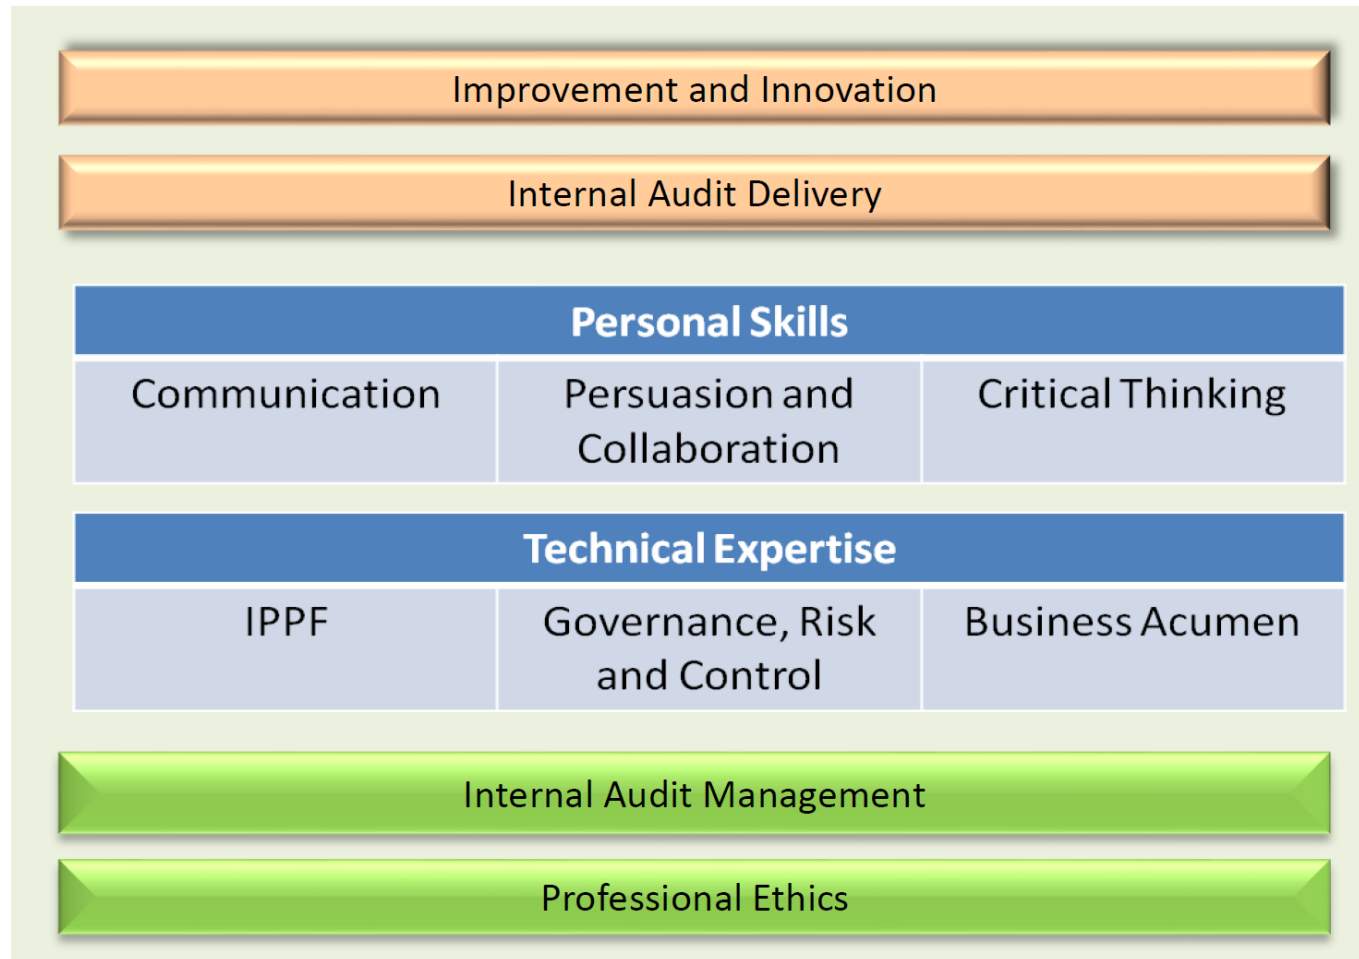 Improvement and Innovation
Internal Audit Delivery
Personal Skills
Communication
Persuasion and
Collaboration
Critical Thinking
Technical Expertise
IPPF
Governance, Risk
and Control
Business Acumen
Internal Audit Management
Professional Ethics